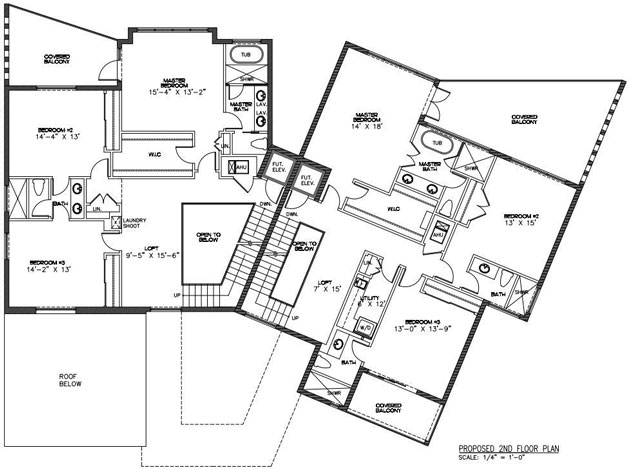 COVERED
BALCONY
MASTER
BEDROOM
15'-4" X 13'-2"
TUB
SHWR
MASTER
BATH
LAV.
LAV.
BEDROOM #2
14'-4" X 13'
W.I.C
LIN.
AHU
FUT.
ELEV.
DWN.
BATH
LIN.
LAUNDRY
SHOOT
OPEN TO
BELOW
LOFT
9'-5" X 15'-6"
BEDROOM #3
14'-2" X 13'
UP
ROOF
BELOW
MASTER
BEDROOM
14' X 18'
COVERED
BALCONY
TUB
SHWR
MASTER
BATH
FUT.
ELEV.
DWN.
W.I.C
BEDROOM #2
13' X 15'
AHU
OPEN TO
BELOW
LOFT
7' X 15'
LIN.
UTILITY
6' X 12'
W/D
BATH
SHWR
BEDROOM #3
13'-0" X 13'-9"
UP
BATH
SHWR
COVERED
BALCONY
PROPOSED 2ND FLOOR PLAN
SCALE: 1/4" = 1'-0"